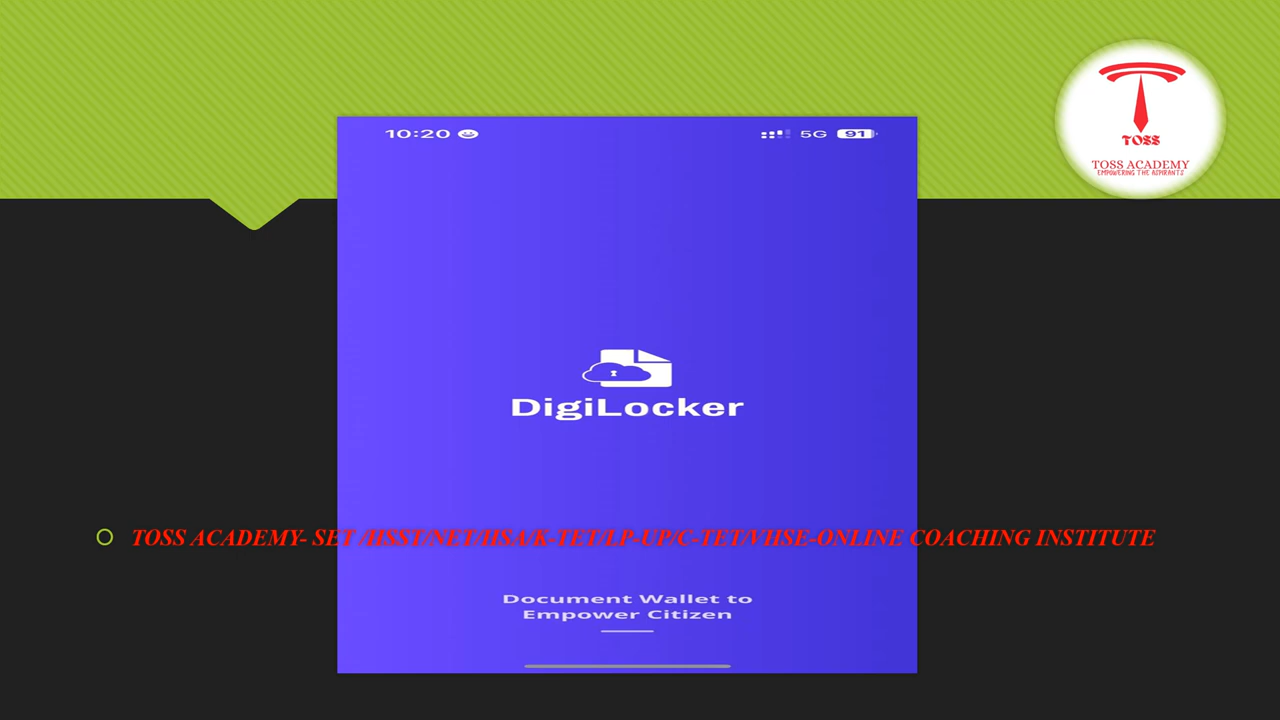 10:20
5G 91
TOSS
TOSS ACADEMY
EMPOWERING THE ASPIRANTS
DigiLocker
TOSS ACADEMY- SET /HSST/NET/HSA/K-TET/LP-UP/C-TET/VHSE-ONLINE COACHING INSTITUTE
Document Wallet to
Empower Citizen